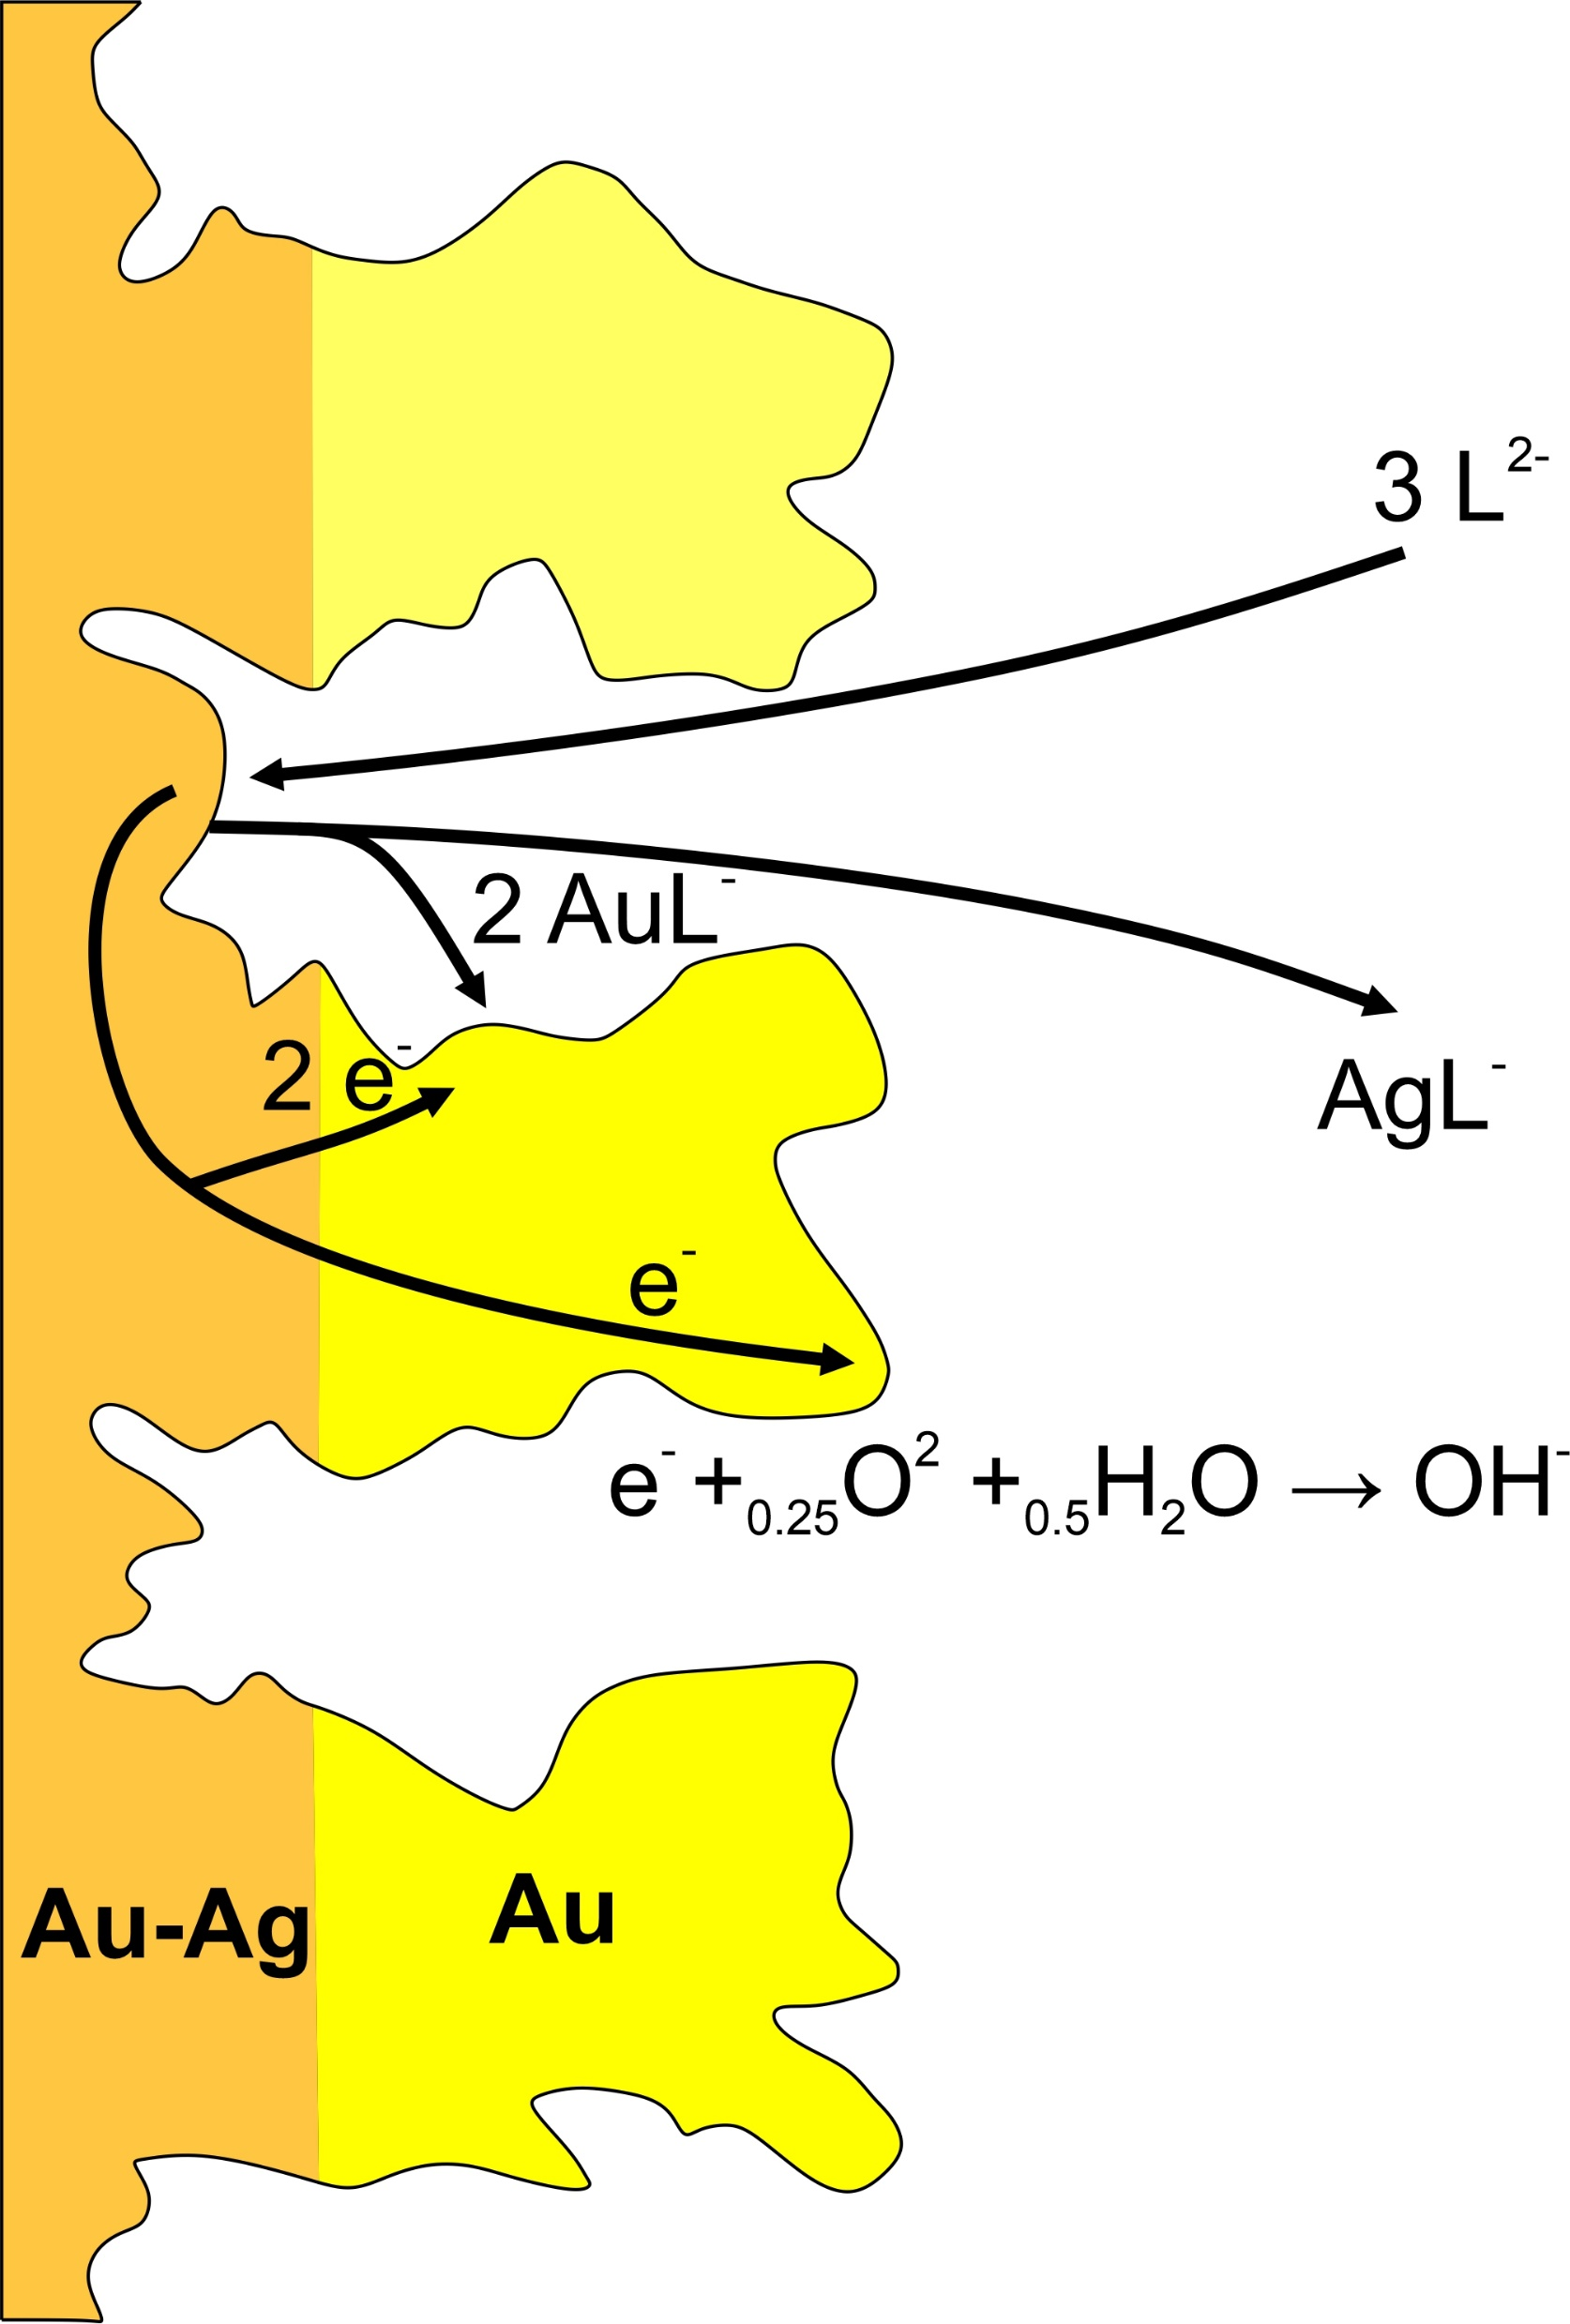 3 L²⁻
2 AuL⁻
2 e⁻
AgL⁻
e⁻
e⁻ + ₀.₂₅O² + ₀.₅H₂O → OH⁻
Au-Ag
Au